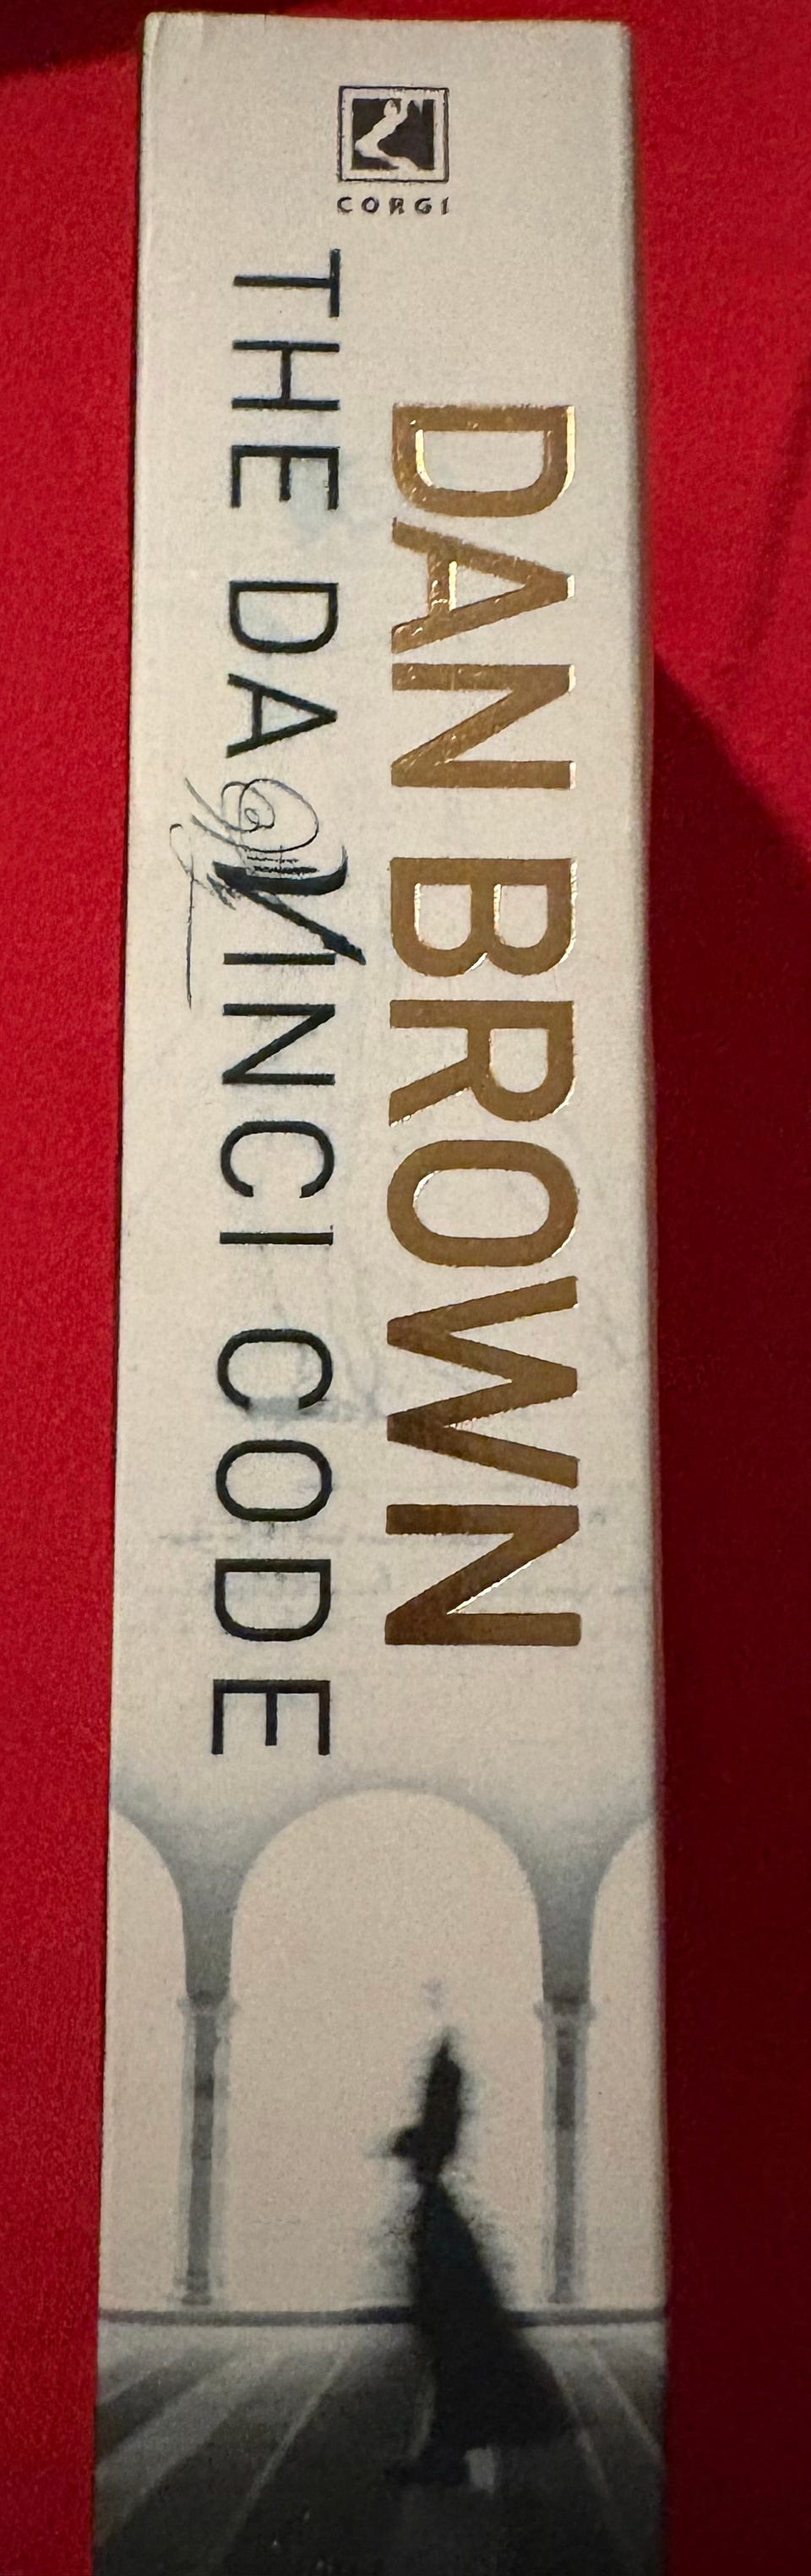 CORGI
DAN BROWN
THE DA VINCI CODE